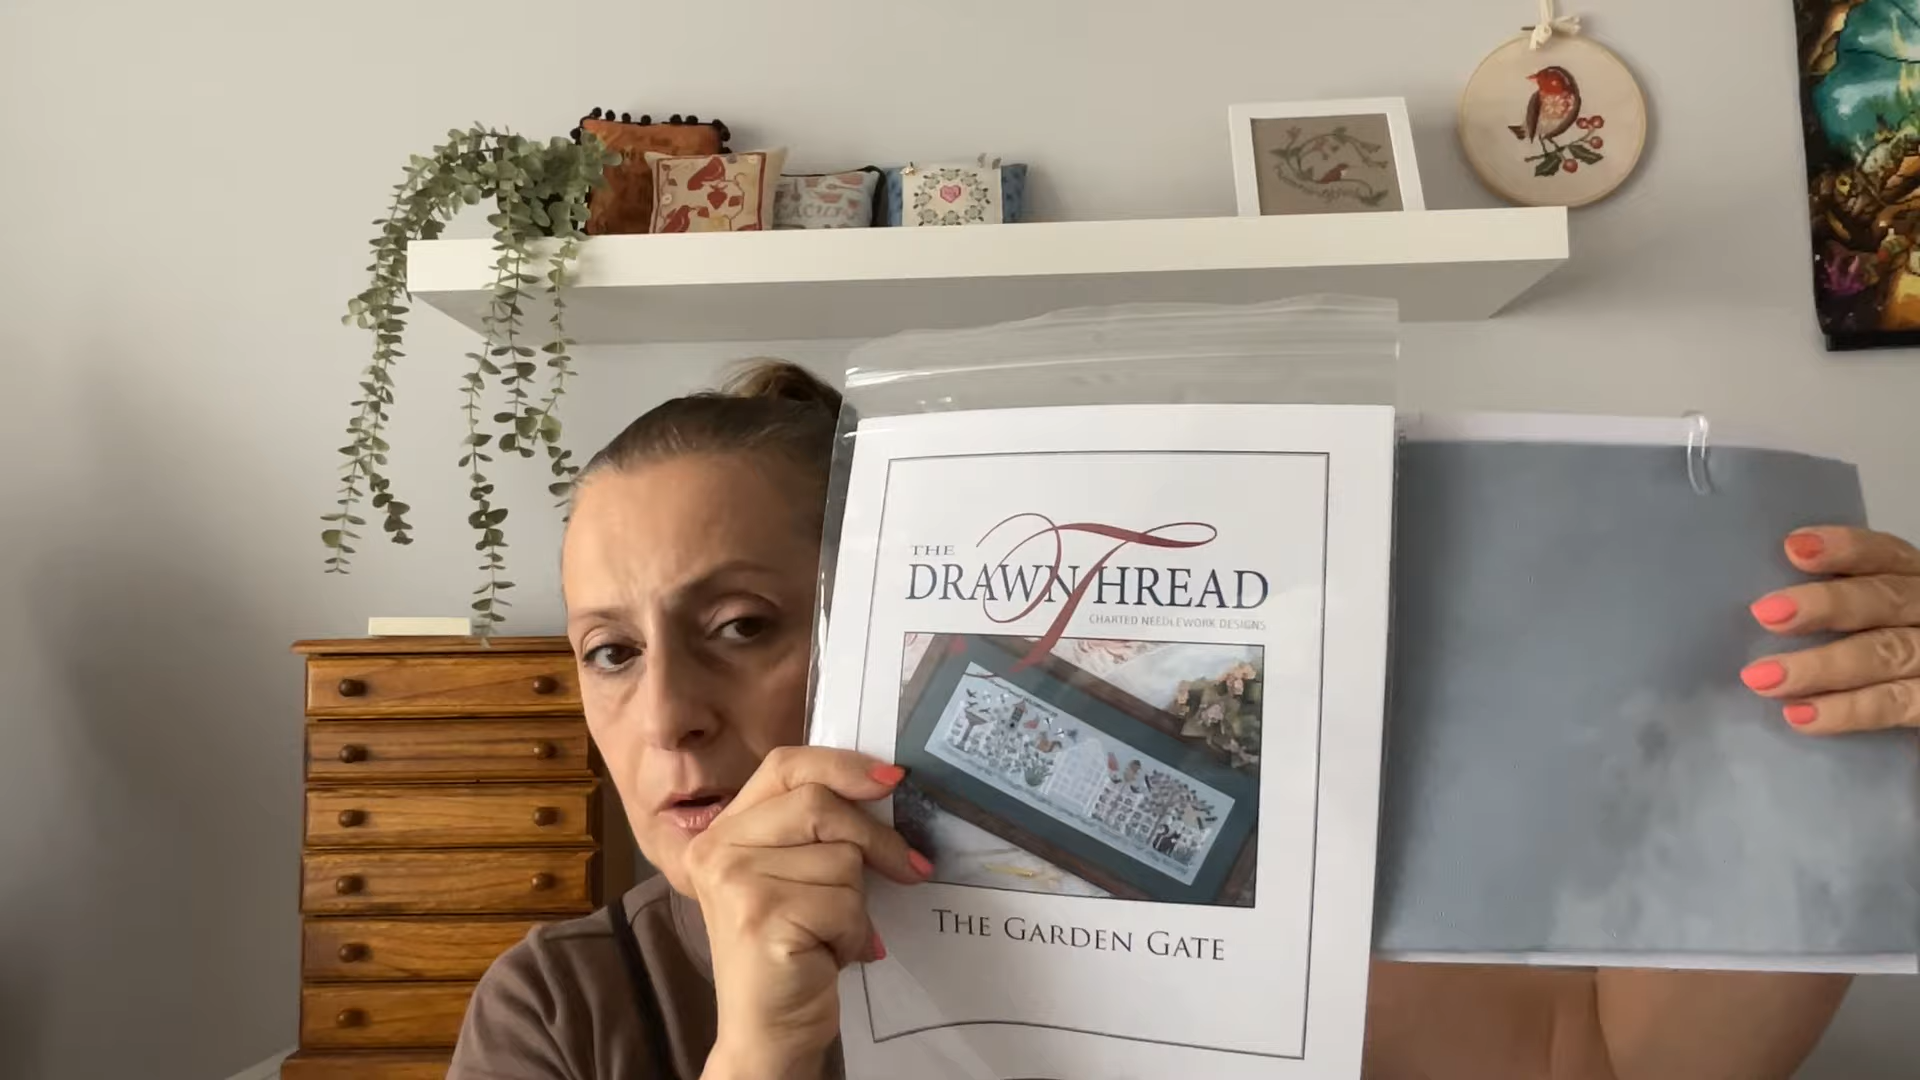 THE
DRAWN THREAD
CHARTED NEEDLEWORK DESIGNS
THE GARDEN GATE